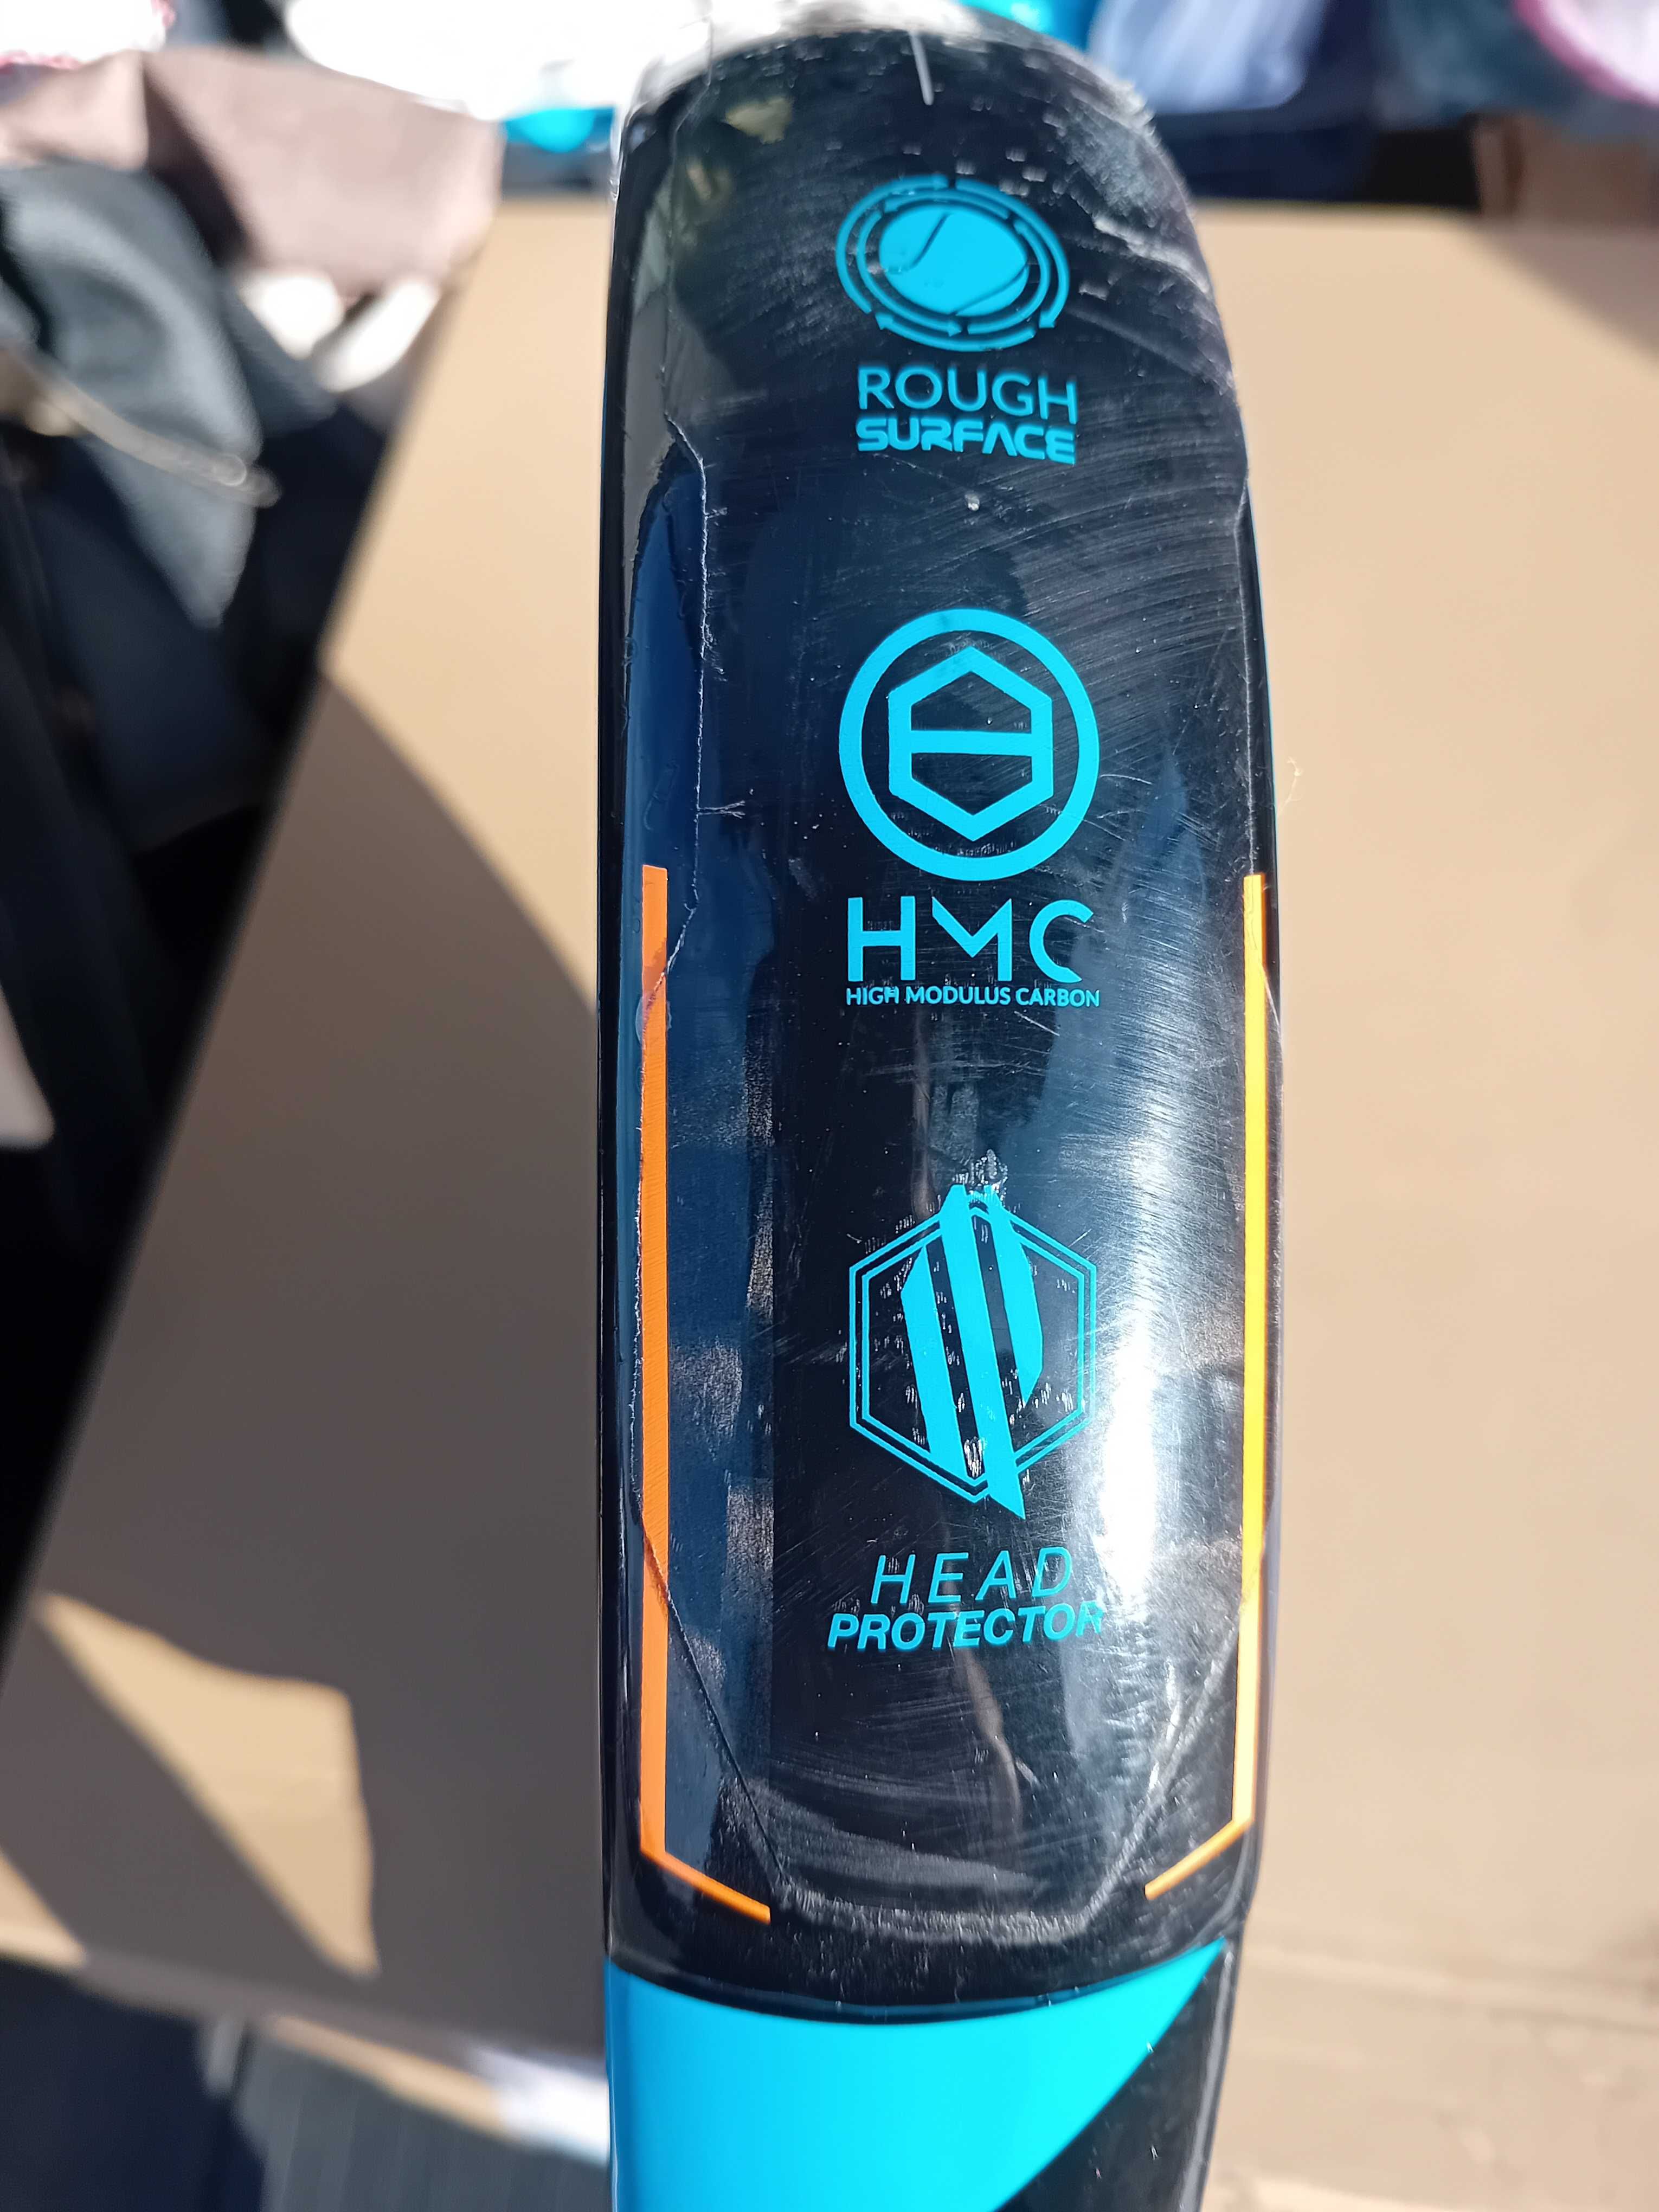 ROUGH
SURFACE
HMC
HIGH MODULUS CARBON
HEAD
PROTECTOR